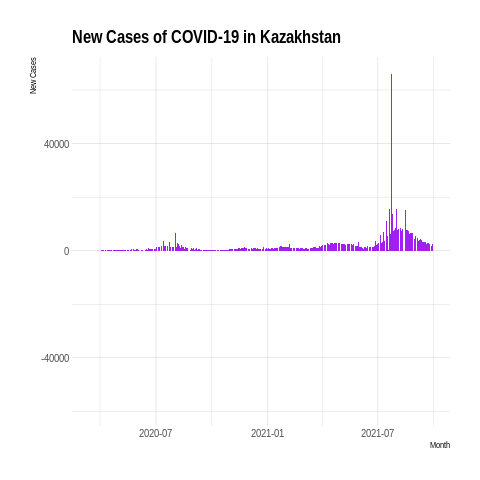 New Cases of COVID-19 in Kazakhstan
New Cases
40000
0
-40000
2020-07
2021-01
2021-07
Month